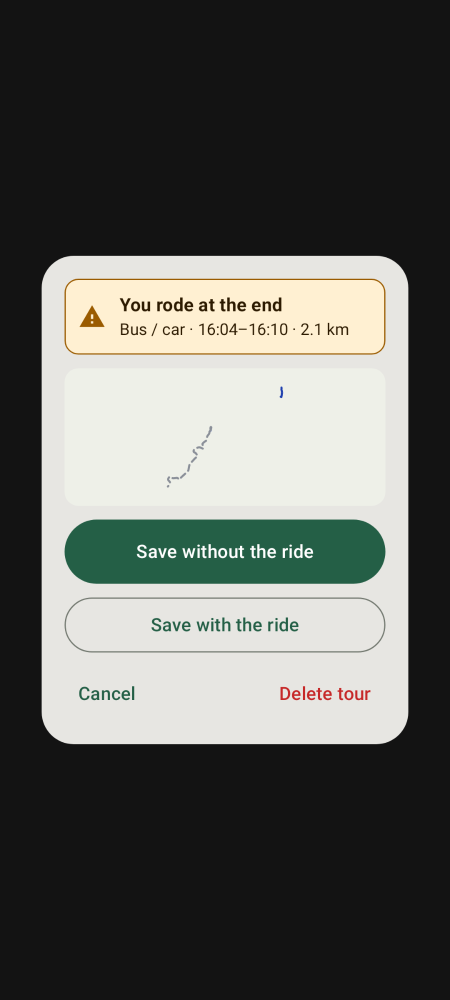 You rode at the end
Bus / car · 16:04–16:10 · 2.1 km
Save without the ride
Save with the ride
Cancel
Delete tour